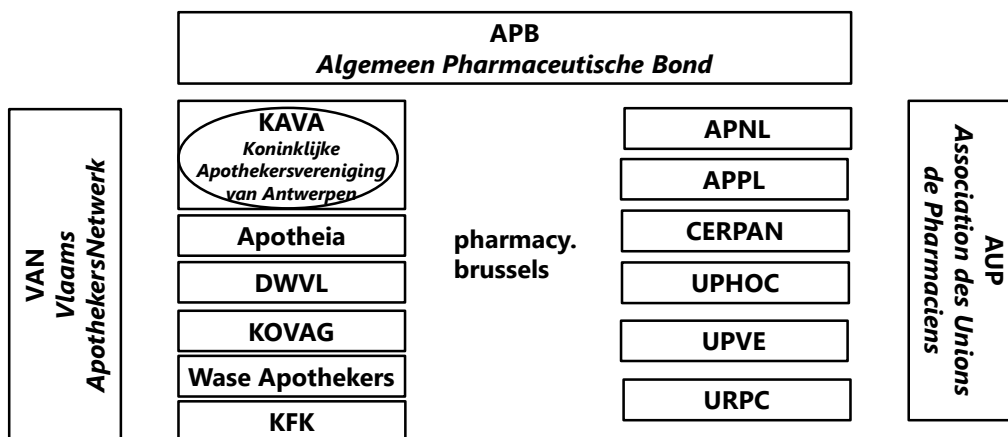 APB
Algemeen Pharmaceutische Bond
VAN
Vlaams
ApothekersNetwerk
KAVA
Koninklijke
Apothekersvereniging
van Antwerpen
Apotheia
DWVL
KOVAG
Wase Apothekers
KFK
pharmacy.
brussels
APNL
APPL
CERPAN
UPHOC
UPVE
URPC
AUP
Association des Unions
de Pharmaciens